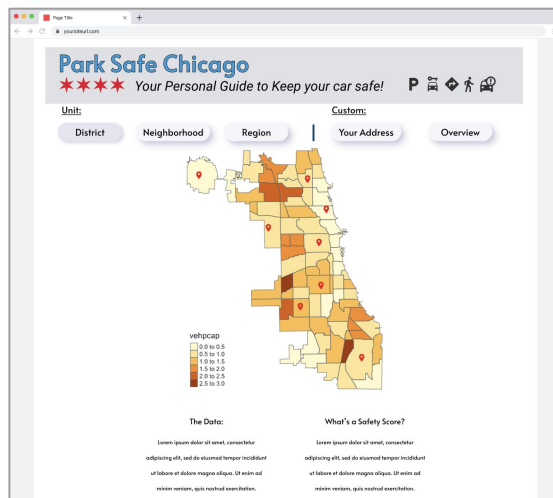 Page Title
yoursiteurl.com
Park Safe Chicago
Your Personal Guide to Keep your car safe!
P
Unit:
Custom:
District
Neighborhood
Region
Your Address
Overview
vehpcap
0.0 to 0.5
0.5 to 1.0
1.0 to 1.5
1.5 to 2.0
2.0 to 2.5
2.5 to 3.0
The Data:
Lorem ipsum dolor sit amet, consectetur
adipiscing elit, sed do eiusmod tempor incididunt
ut labore et dolore magna aliqua. Ut enim ad
minim veniam, quis nostrud exercitation.
What's a Safety Score?
Lorem ipsum dolor sit amet, consectetur
adipiscing elit, sed do eiusmod tempor incididunt
ut labore et dolore magna aliqua. Ut enim ad
minim veniam, quis nostrud exercitation.